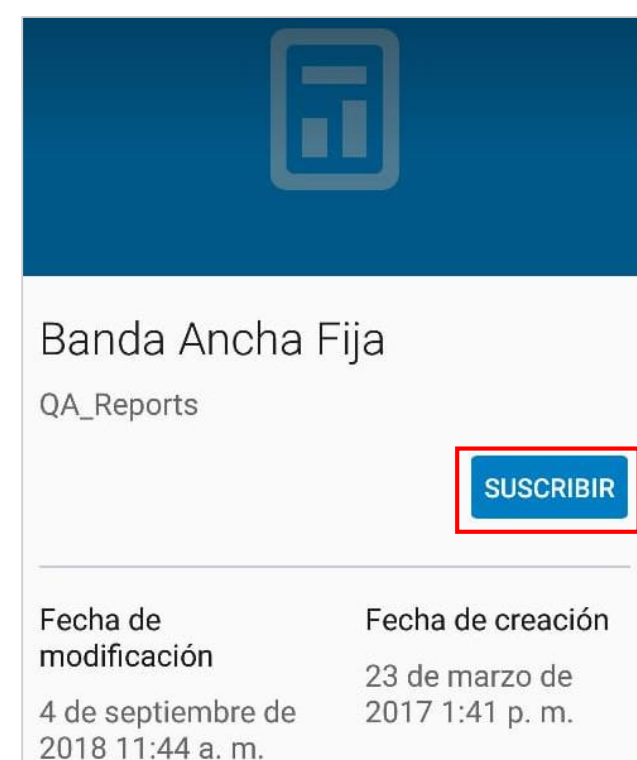 Banda Ancha Fija
QA_Reports
SUSCRIBIR
Fecha de
modificación
4 de septiembre de
2018 11:44 a. m.
Fecha de creación
23 de marzo de
2017 1:41 p. m.